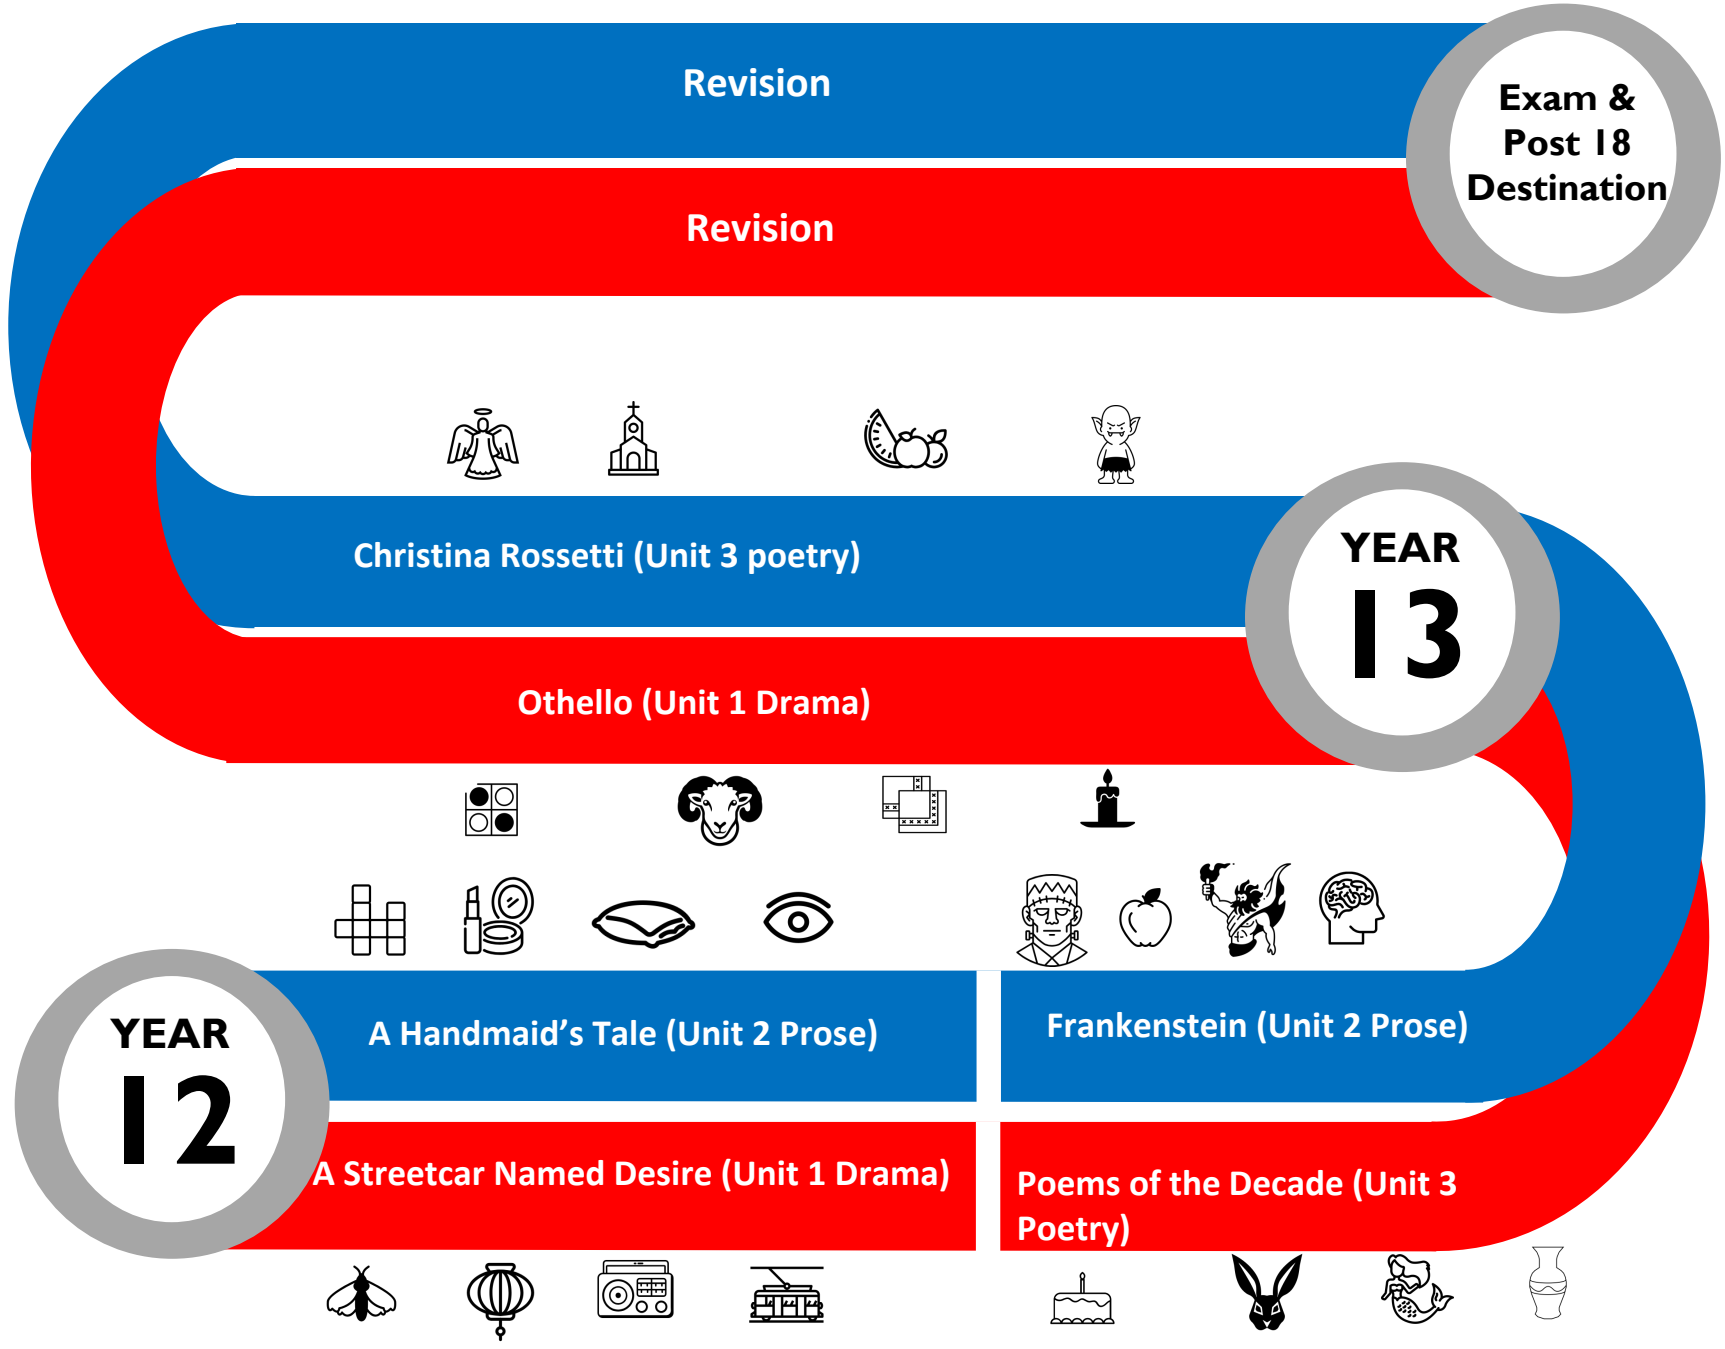 Revision
Exam &
Post 18
Destination
Revision
Christina Rossetti (Unit 3 poetry)
YEAR
13
Othello (Unit 1 Drama)
A Handmaid's Tale (Unit 2 Prose)
Frankenstein (Unit 2 Prose)
YEAR
12
A Streetcar Named Desire (Unit 1 Drama)
Poems of the Decade (Unit 3
Poetry)